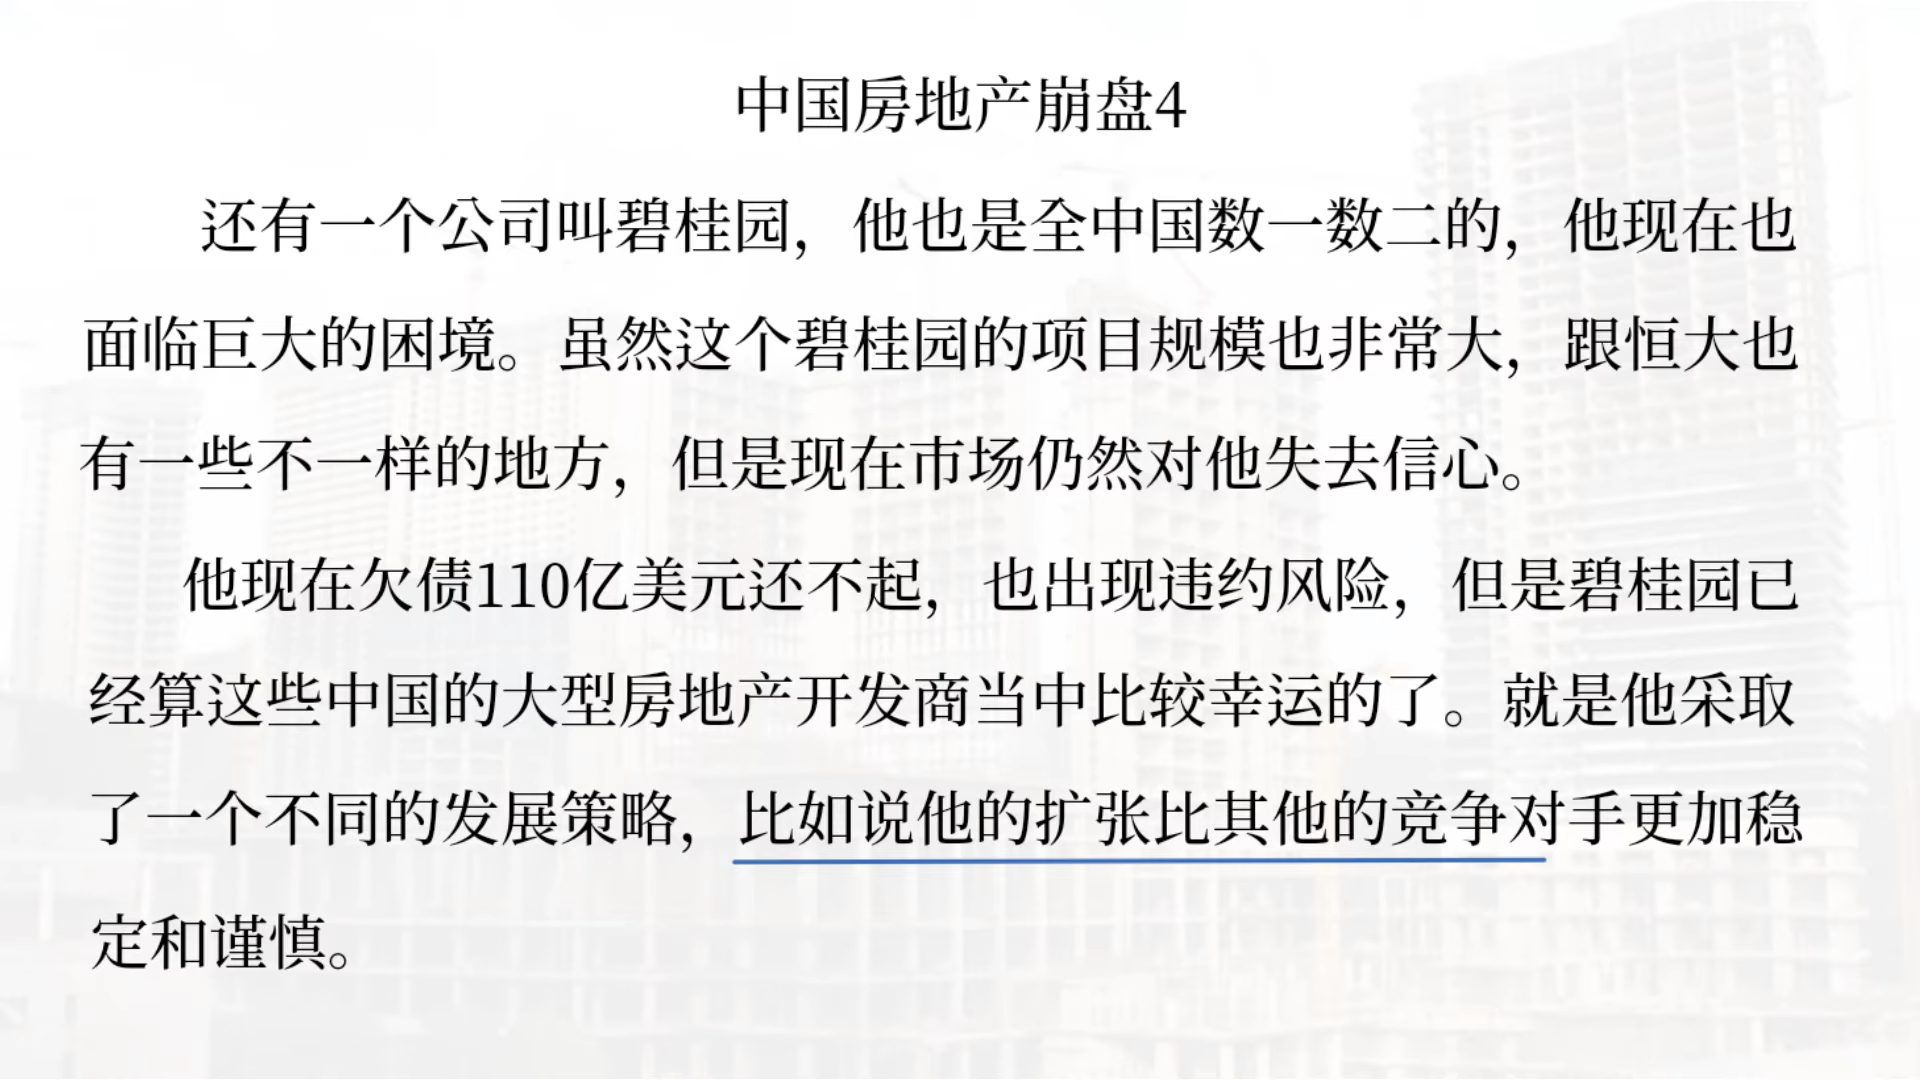 中国房地产崩盘4
还有一个公司叫碧桂园，他也是全中国数一数二的，他现在也
面临巨大的困境。虽然这个碧桂园的项目规模也非常大，跟恒大也
有一些不一样的地方，但是现在市场仍然对他失去信心。
他现在欠债110亿美元还不起，也出现违约风险，但是碧桂园已
经算这些中国的大型房地产开发商当中比较幸运的了。就是他采取
了一个不同的发展策略，比如说他的扩张比其他的竞争对手更加稳
定和谨慎。